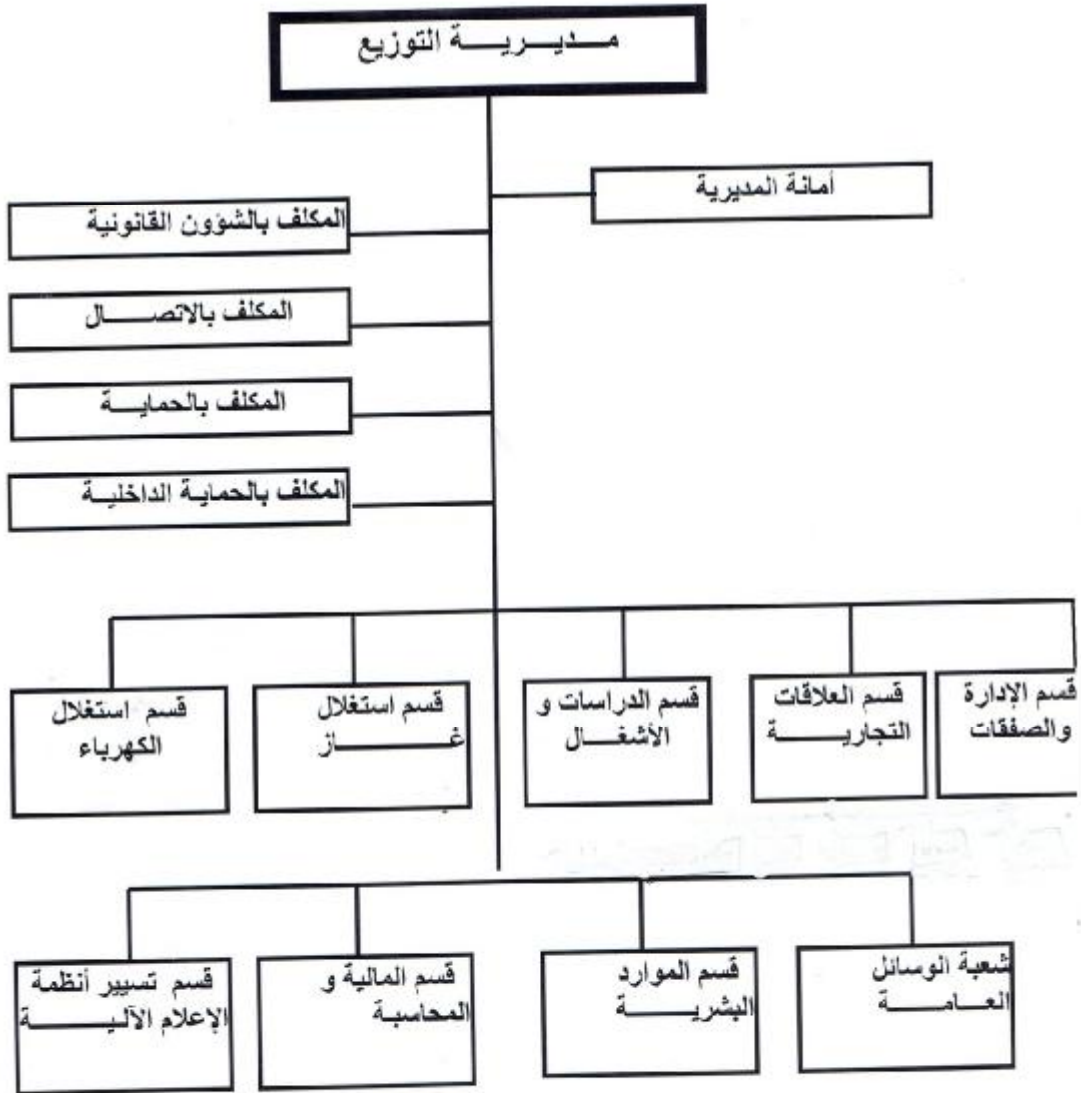 مديرية التوزيع
أمانة المديرية
المكلف بالشؤون القانونية
المكلف بالاتصال
المكلف بالحماية
المكلف بالحماية الداخلية
قسم الإدارة
والصفقات
قسم العلاقات
التجارية
قسم الدراسات و
الأشغال
قسم استغلال
غاز
قسم استغلال
الكهرباء
شعبة الوسائل
العامة
قسم الموارد
البشرية
قسم المالية و
المحاسبة
قسم تسيير أنظمة
الإعلام الآلية